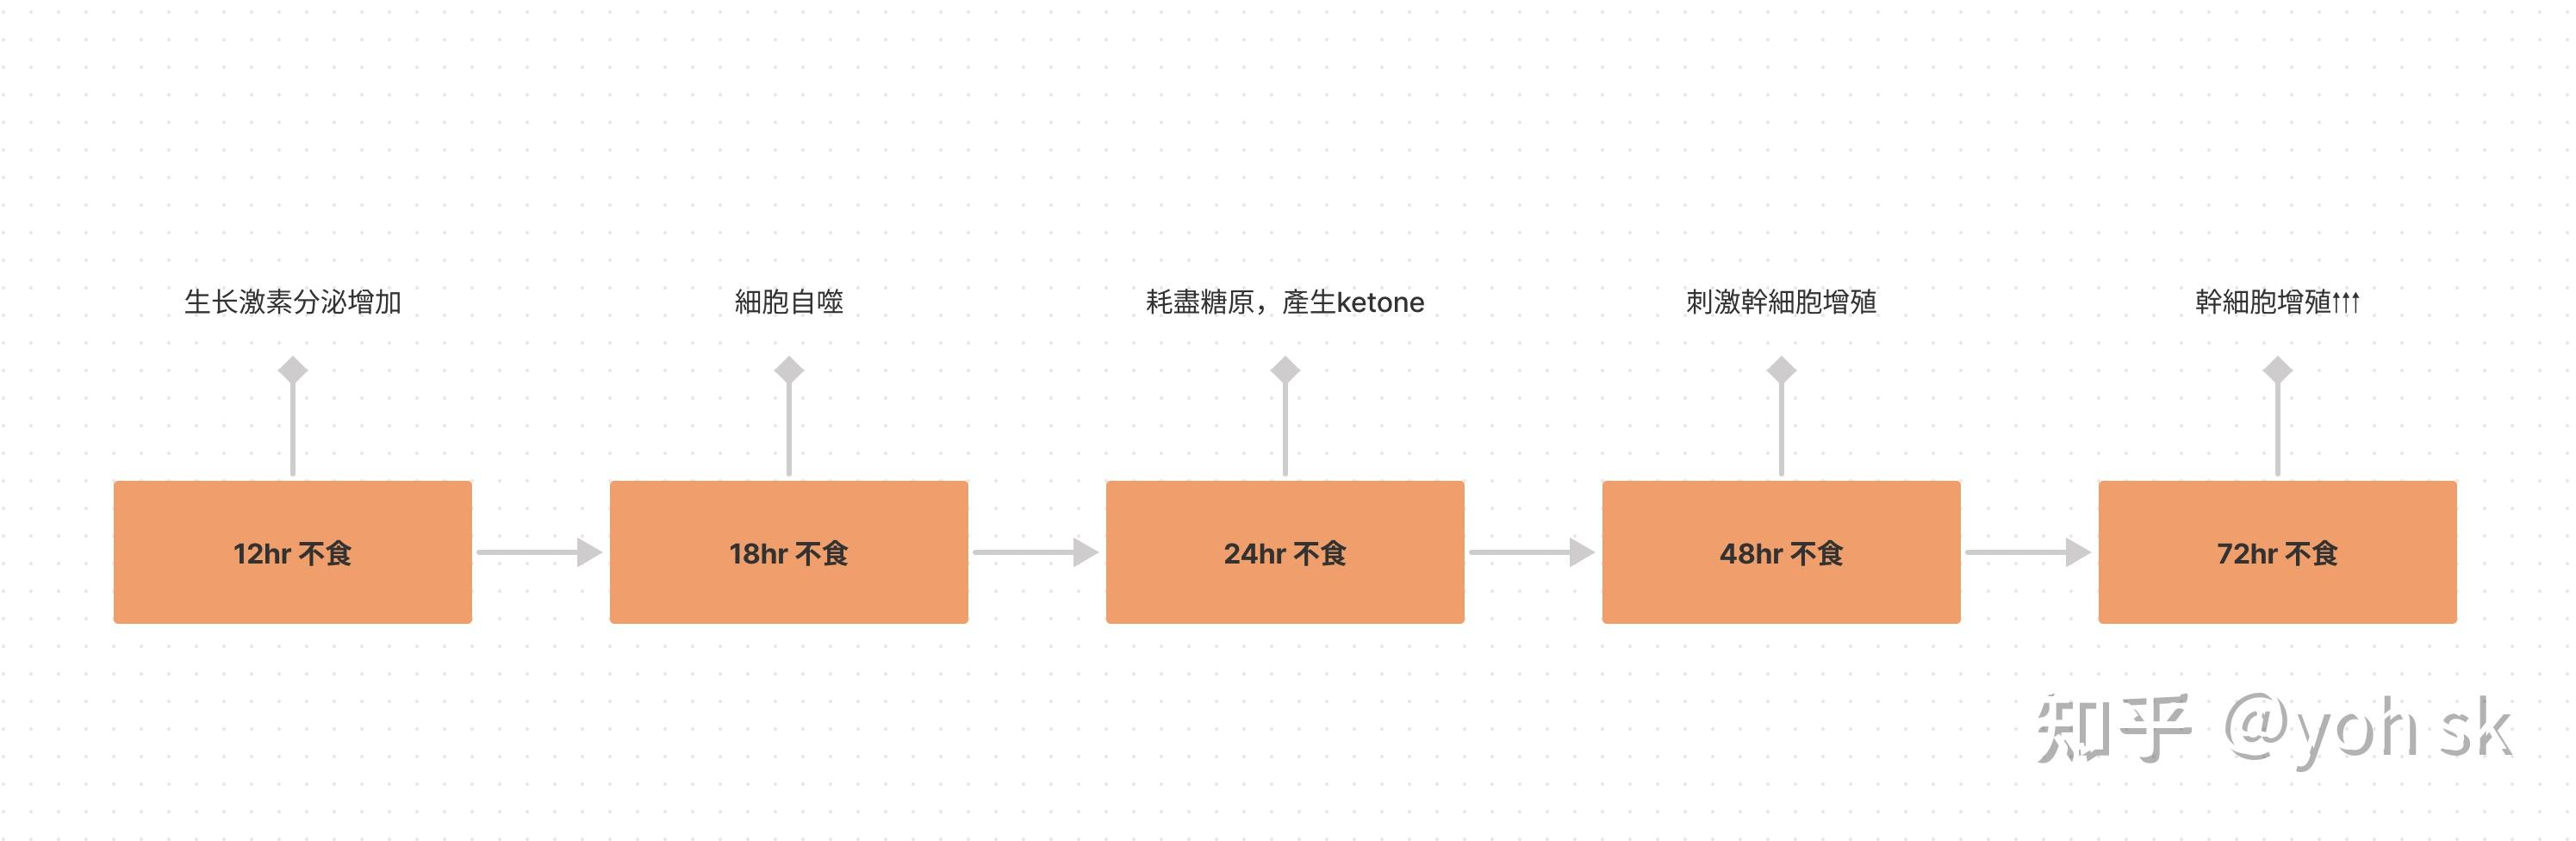 生长激素分泌增加
細胞自噬
耗盡糖原，產生ketone
刺激幹細胞增殖
幹細胞增殖↑↑↑
12hr 不食
18hr 不食
24hr 不食
48hr 不食
72hr 不食
知乎 @yoh sk